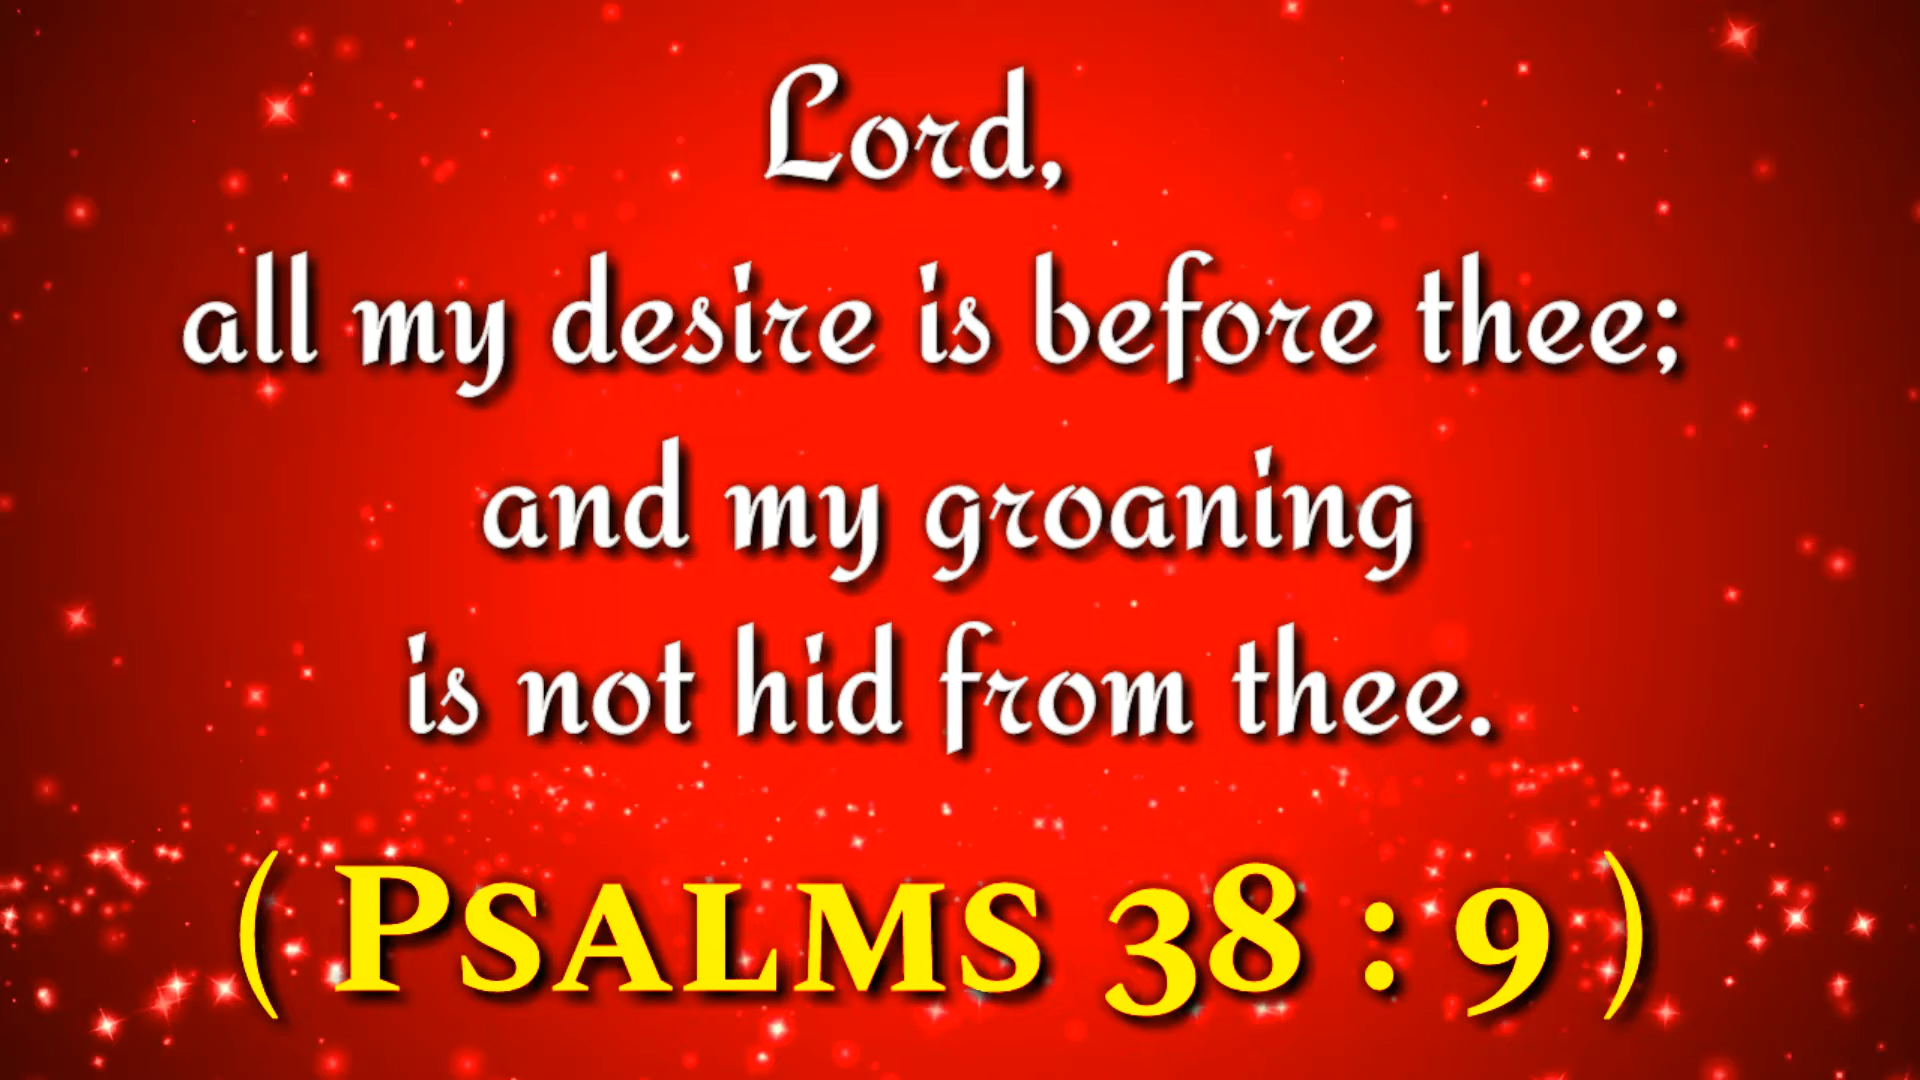 Lord,
all my desire is before thee;
and my groaning
is not hid from thee.
( PSALMS 38 : 9 )